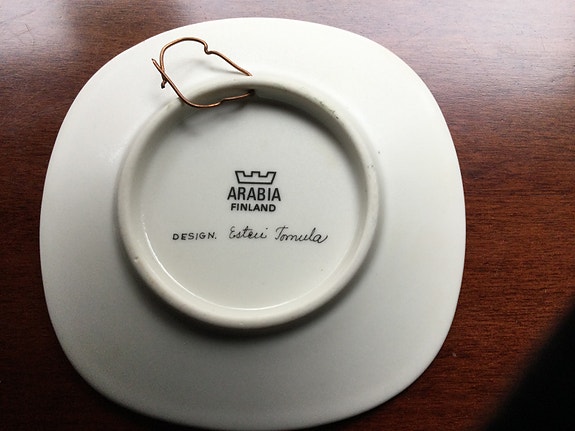 ARABIA
FINLAND
DESIGN. Esteri Tomula